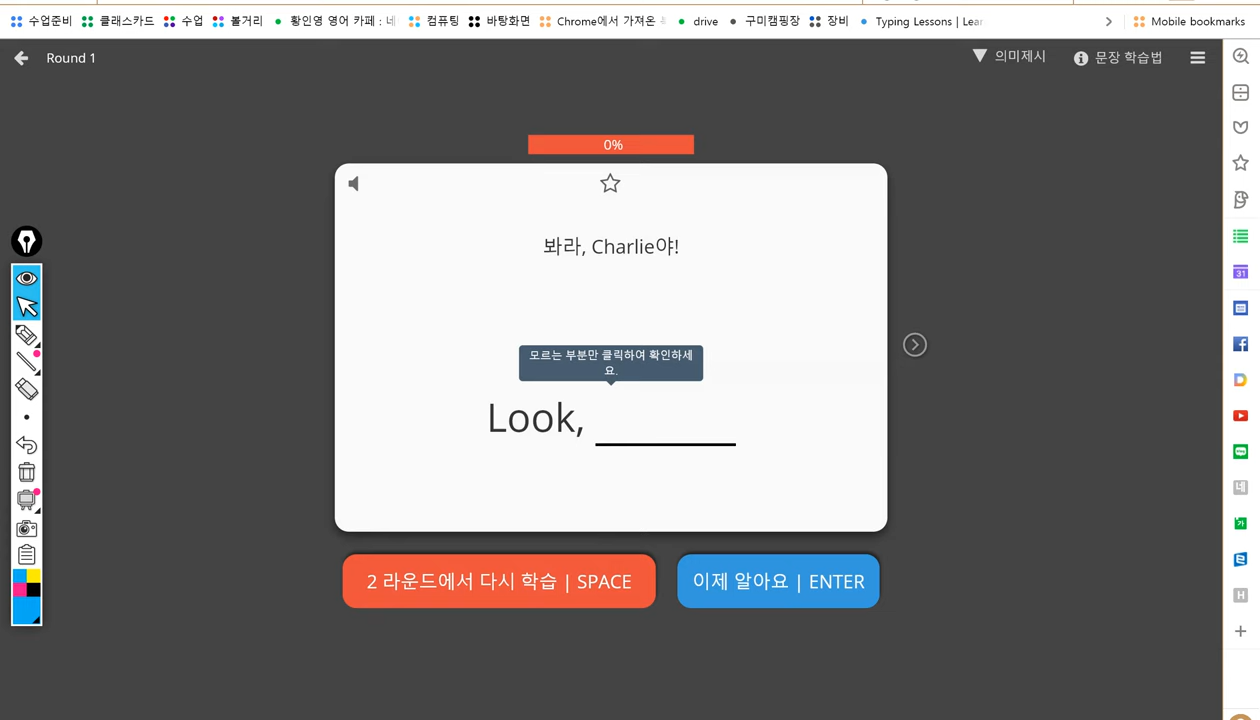 수업준비 클래스카드 수업 볼거리 황인영 영어 카페 : 네 컴퓨팅 바탕화면 Chrome에서 가져온 drive 구미캠핑장 장비 Typing Lessons | Lear Mobile bookmarks
Round 1 의미제시 문장 학습법
0%
봐라, Charlie야!
모르는 부분만 클릭하여 확인하세
요.
Look, ________
2 라운드에서 다시 학습 | SPACE 이제 알아요 | ENTER
31